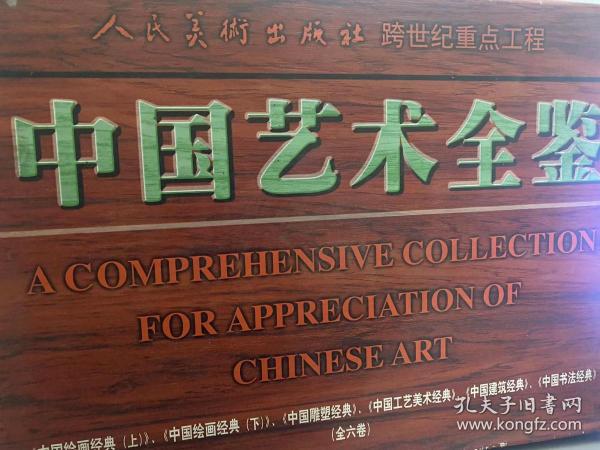 人民美術出版社 跨世纪重点工程
中国艺术全鉴
A COMPREHENSIVE COLLECTION
FOR APPRECIATION OF
CHINESE ART
《中国绘画经典（上）》、《中国绘画经典（下）》、《中国雕塑经典》、《中国工艺美术经典》、《中国建筑经典》、《中国书法经典》
（全六卷）
孔夫子旧书网
www.kongfz.com